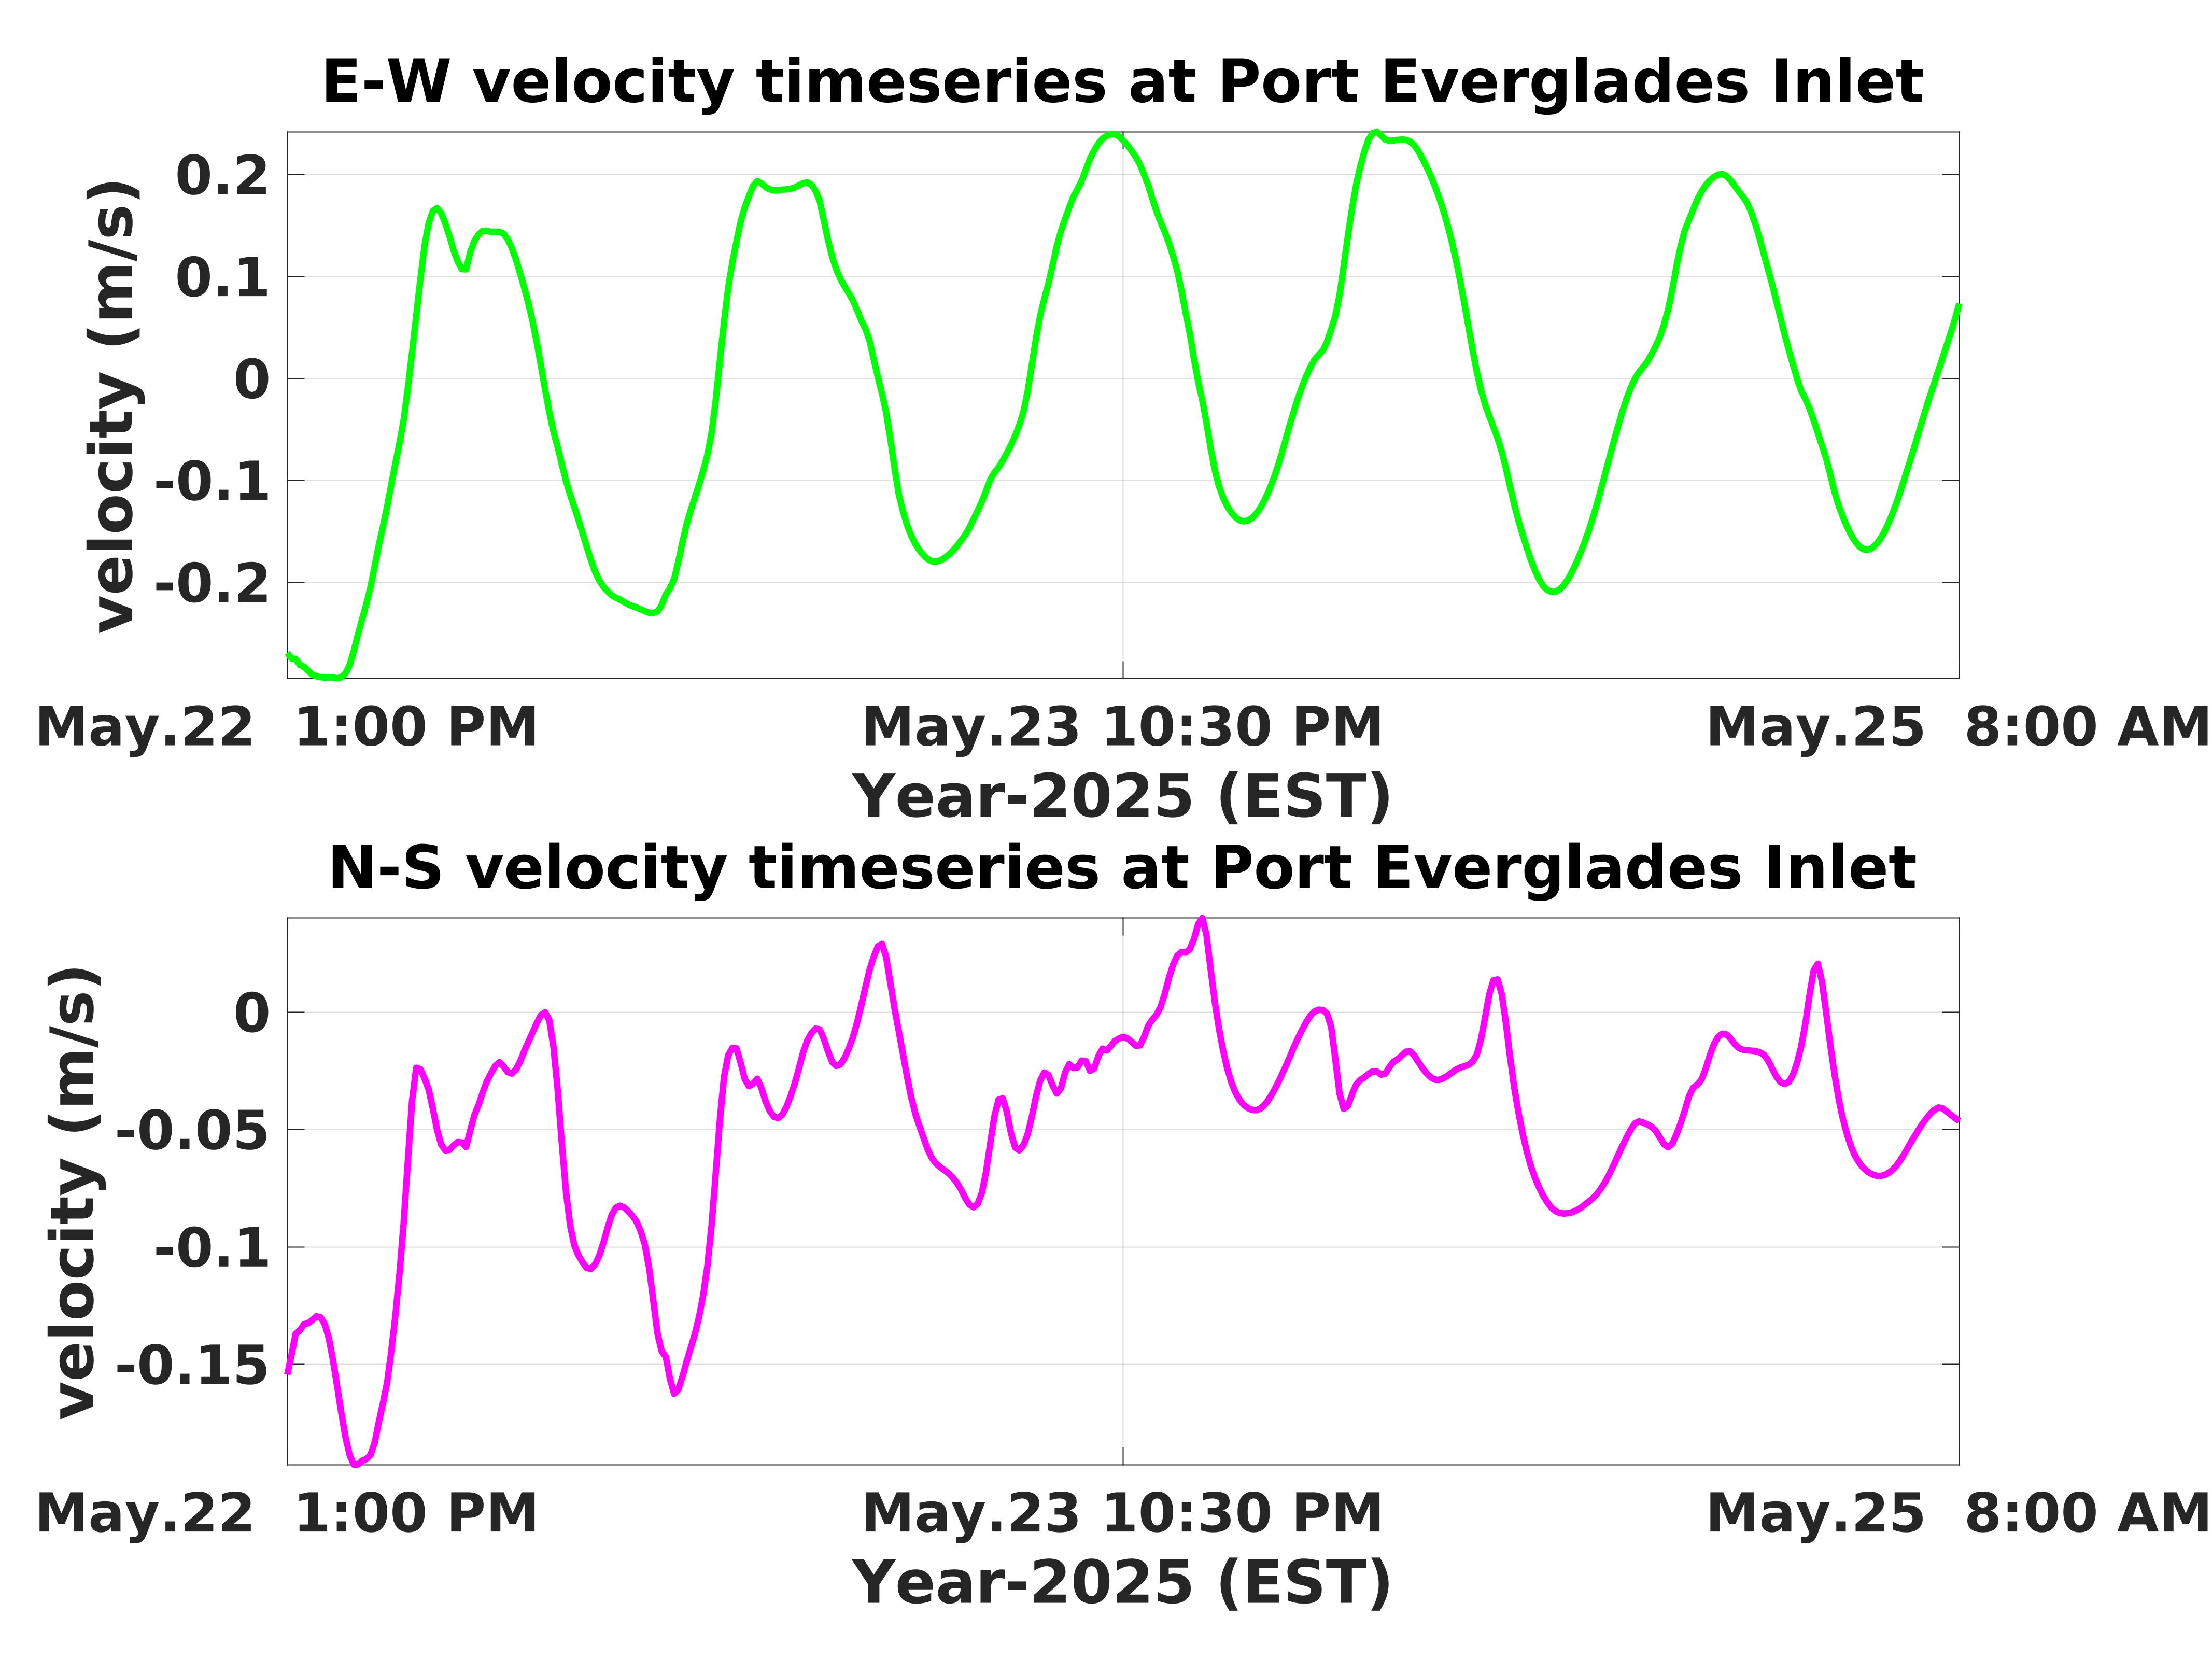 E-W velocity timeseries at Port Everglades Inlet
velocity (m/s)
0.2
0.1
0
-0.1
-0.2
May.22  1:00 PM
May.23 10:30 PM
May.25  8:00 AM
Year-2025 (EST)
N-S velocity timeseries at Port Everglades Inlet
velocity (m/s)
0
-0.05
-0.1
-0.15
May.22  1:00 PM
May.23 10:30 PM
May.25  8:00 AM
Year-2025 (EST)